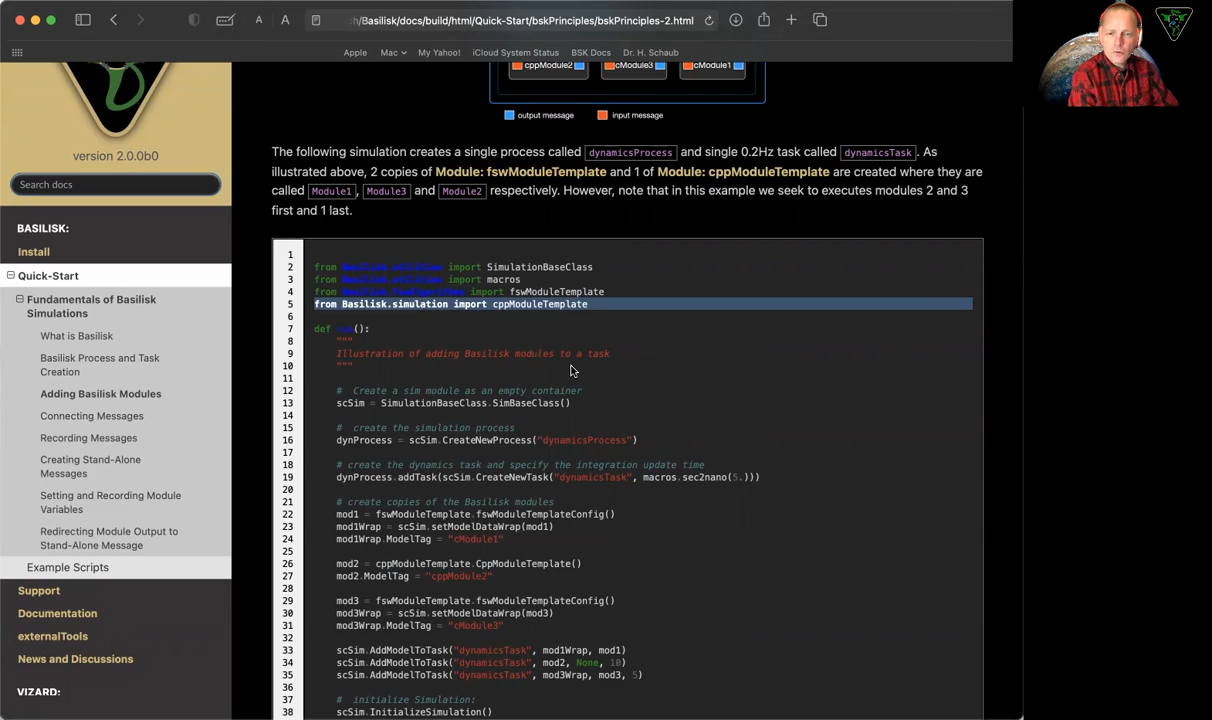 :h/Basilisk/docs/build/html/Quick-Start/bskPrinciples/bskPrinciples-2.html
A A
Apple Mac My Yahoo! iCloud System Status BSK Docs Dr. H. Schaub
version 2.0.0b0
Search docs
BASILISK:
Install
Quick-Start
Fundamentals of Basilisk
Simulations
What is Basilisk
Basilisk Process and Task
Creation
Adding Basilisk Modules
Connecting Messages
Recording Messages
Creating Stand-Alone
Messages
Setting and Recording Module
Variables
Redirecting Module Output to
Stand-Alone Message
Example Scripts
Support
Documentation
externalTools
News and Discussions
VIZARD:
cppModule2 cModule3 cModule1
output message input message
The following simulation creates a single process called dynamicsProcess and single 0.2Hz task called dynamicsTask. As
illustrated above, 2 copies of Module: fswModuleTemplate and 1 of Module: cppModuleTemplate are created where they are
called Module1, Module3 and Module2 respectively. However, note that in this example we seek to executes modules 2 and 3
first and 1 last.
1
2 from Basilisk.utilities import SimulationBaseClass
3 from Basilisk.utilities import macros
4 from Basilisk.fswAlgorithms import fswModuleTemplate
5 from Basilisk.simulation import cppModuleTemplate
6
7 def run():
8 """
9 Illustration of adding Basilisk modules to a task
10 """
11
12 # Create a sim module as an empty container
13 scSim = SimulationBaseClass.SimBaseClass()
14
15 # create the simulation process
16 dynProcess = scSim.CreateNewProcess("dynamicsProcess")
17
18 # create the dynamics task and specify the integration update time
19 dynProcess.addTask(scSim.CreateNewTask("dynamicsTask", macros.sec2nano(5.)))
20
21 # create copies of the Basilisk modules
22 mod1 = fswModuleTemplate.fswModuleTemplateConfig()
23 mod1Wrap = scSim.setModelDataWrap(mod1)
24 mod1Wrap.ModelTag = "cModule1"
25
26 mod2 = cppModuleTemplate.CppModuleTemplate()
27 mod2.ModelTag = "cppModule2"
28
29 mod3 = fswModuleTemplate.fswModuleTemplateConfig()
30 mod3Wrap = scSim.setModelDataWrap(mod3)
31 mod3Wrap.ModelTag = "cModule3"
32
33 scSim.AddModelToTask("dynamicsTask", mod1Wrap, mod1)
34 scSim.AddModelToTask("dynamicsTask", mod2, None, 10)
35 scSim.AddModelToTask("dynamicsTask", mod3Wrap, mod3, 5)
36
37 # initialize Simulation:
38 scSim.InitializeSimulation()